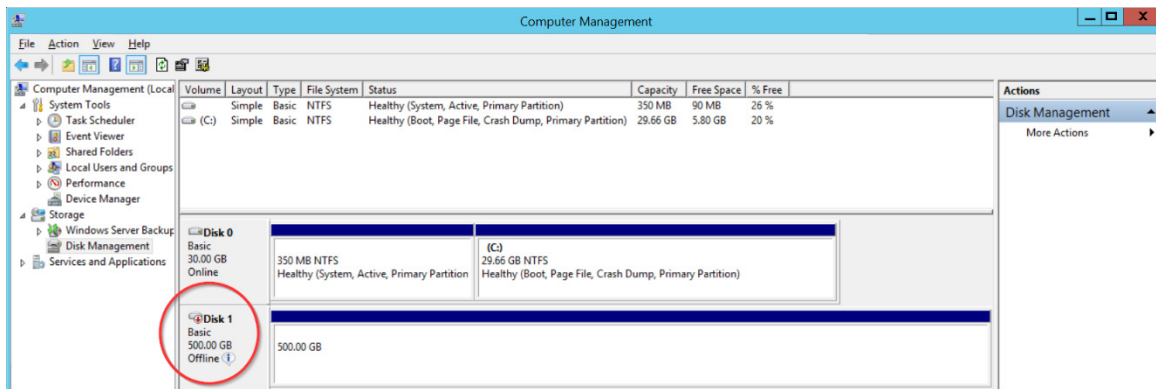 Computer Management
File Action View Help
Computer Management (Local
System Tools
Task Scheduler
Event Viewer
Shared Folders
Local Users and Groups
Performance
Device Manager
Storage
Windows Server Backup
Disk Management
Services and Applications
Volume Layout Type File System Status Capacity Free Space % Free
Simple Basic NTFS Healthy (System, Active, Primary Partition) 350 MB 90 MB 26 %
(C:) Simple Basic NTFS Healthy (Boot, Page File, Crash Dump, Primary Partition) 29.66 GB 5.80 GB 20 %
Disk 0
Basic
30.00 GB
Online
350 MB NTFS
Healthy (System, Active, Primary Partition
(C:)
29.66 GB NTFS
Healthy (Boot, Page File, Crash Dump, Primary Partition)
Disk 1
Basic
500.00 GB
Offline
500.00 GB
Actions
Disk Management
More Actions